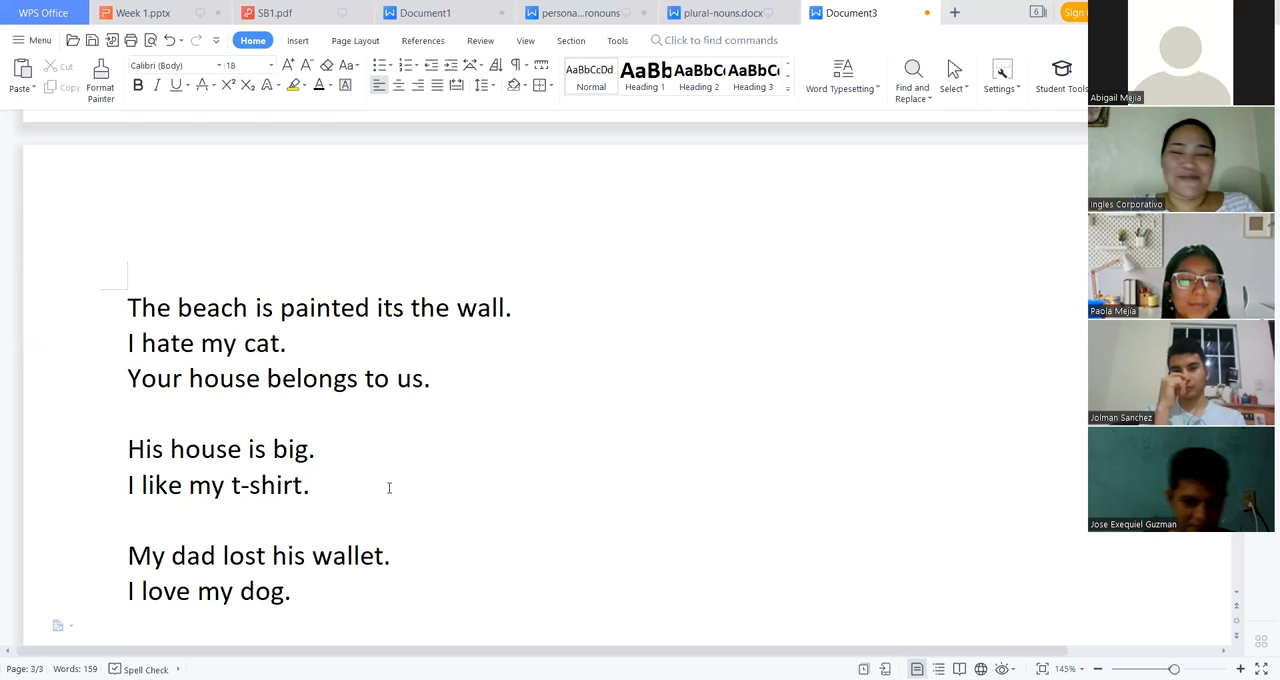 WPS Office
Week 1.pptx
SB1.pdf
Document1
persona...ronouns
plural-nouns.docx
Document3
Menu
Home
Insert
Page Layout
References
Review
View
Section
Tools
Click to find commands
Paste
Cut
Copy
Format
Painter
Calibri (Body)
18
AaBbCcDd
Normal
Heading 1
Heading 2
Heading 3
Word Typesetting
Find and
Replace
Select
Settings
Student Tools
Abigail Mejia
Ingles Corporativo
Paola Mejia
Jolman Sanchez
Jose Exequiel Guzman
The beach is painted its the wall.
I hate my cat.
Your house belongs to us.
His house is big.
I like my t-shirt.
My dad lost his wallet.
I love my dog.
Page: 3/3 Words: 159 Spell Check
145%